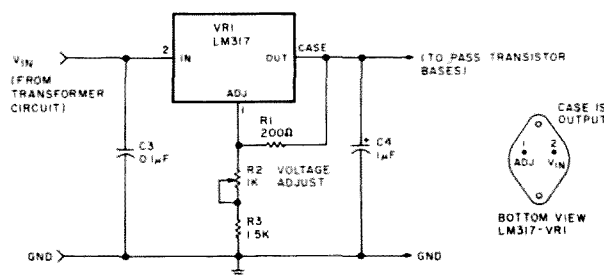 VR1
LM317
CASE
VIN
2
IN
OUT
(TO PASS TRANSISTOR
BASES)
(FROM
TRANSFORMER
CIRCUIT)
ADJ
1
R1
200Ω
C3
0.1µF
C4
+
1µF
R2
1K
VOLTAGE
ADJUST
R3
1.5K
GND
GND
CASE IS
OUTPUT
1
ADJ
2
VIN
BOTTOM VIEW
LM317-VR1